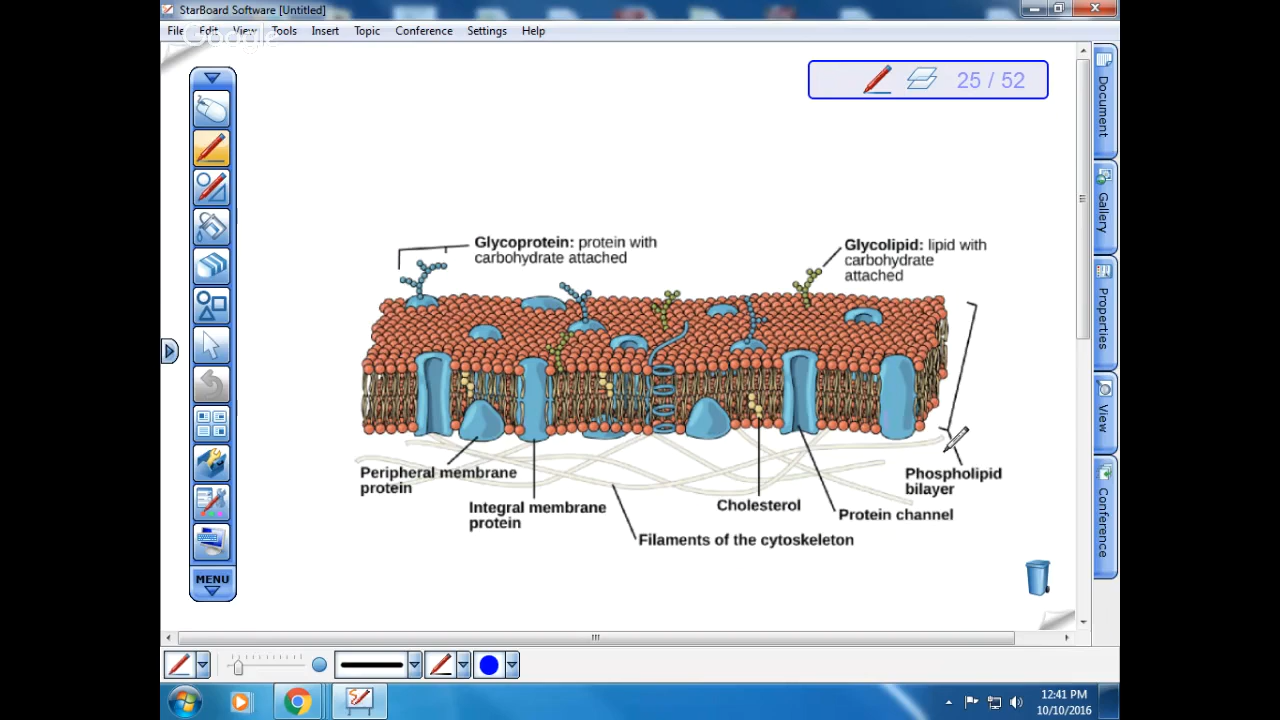 StarBoard Software [Untitled]
File Edit View Tools Insert Topic Conference Settings Help
Google
25 / 52
Document
Gallery
Properties
View
Conference
Glycoprotein: protein with
carbohydrate attached
Glycolipid: lipid with
carbohydrate
attached
Peripheral membrane
protein
Integral membrane
protein
Filaments of the cytoskeleton
Cholesterol
Protein channel
Phospholipid
bilayer
MENU
12:41 PM
10/10/2016